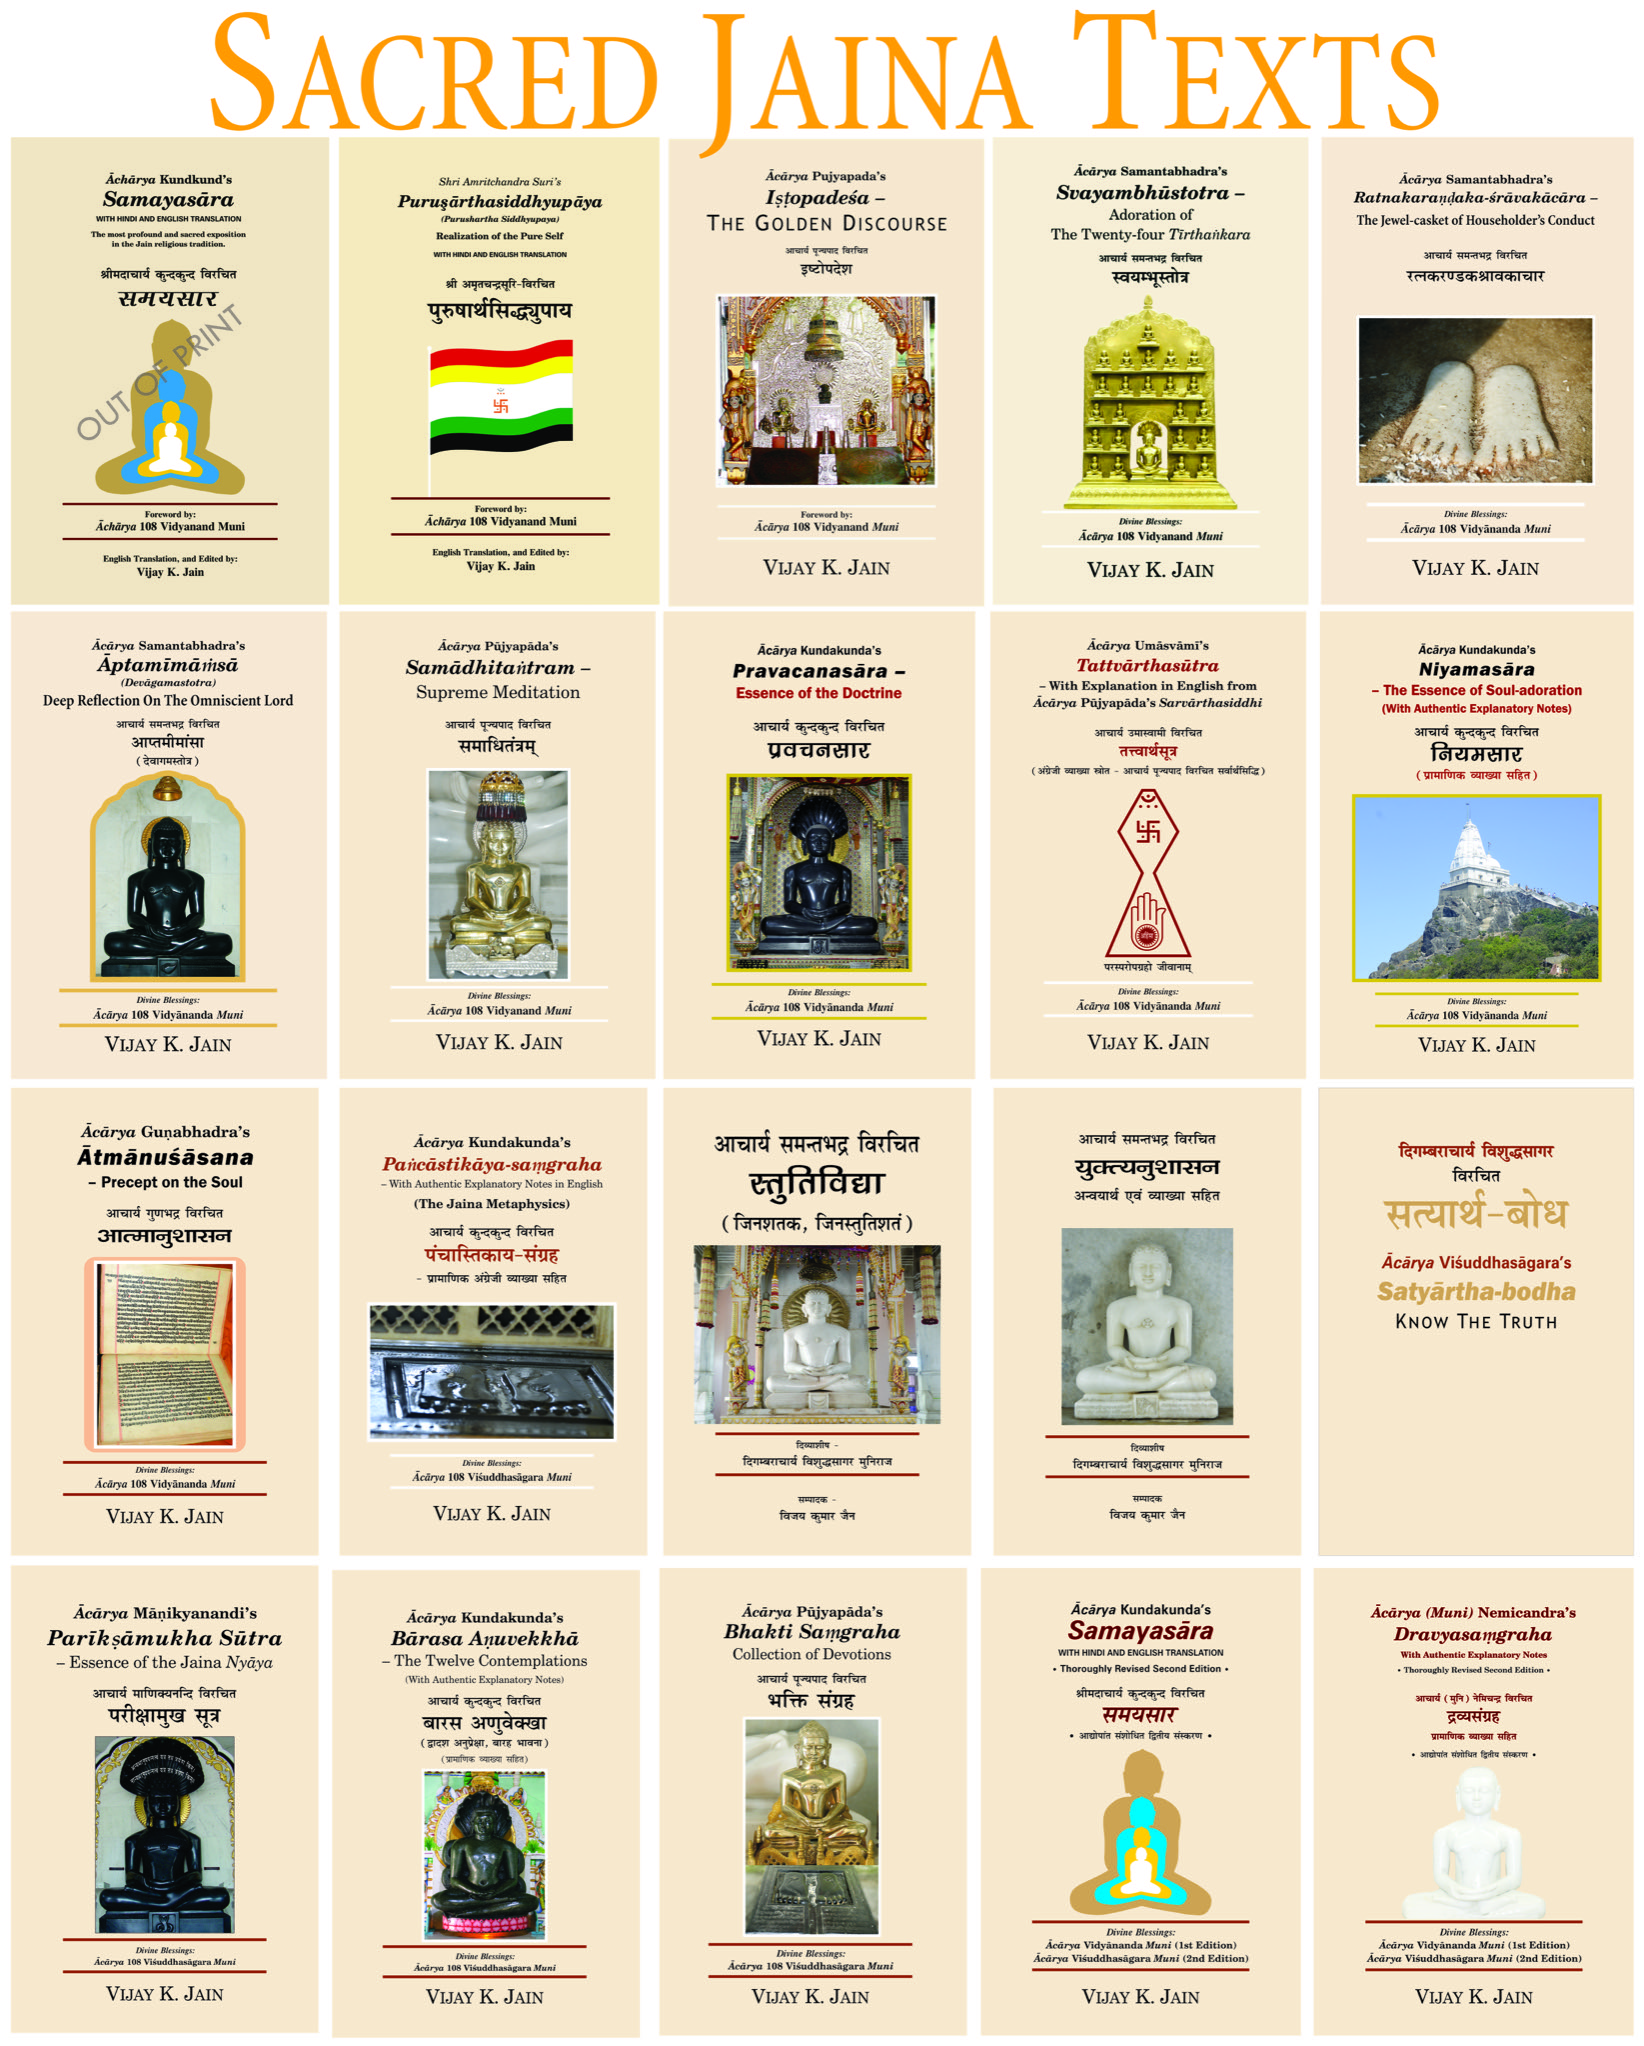 SACRED JAINA TEXTS
Āchārya Kundkund's
Samayasāra
WITH HINDI AND ENGLISH TRANSLATION
The most profound and sacred exposition
in the Jain religious tradition.
श्रीमदाचार्य कुन्दकुन्द विरचित
समयसार
OUT OF PRINT
Foreword by:
Āchārya 108 Vidyanand Muni
English Translation, and Edited by:
Vijay K. Jain
Shri Amritchandra Suri's
Puruṣārthasiddhyupāya
(Purushartha Siddhyupaya)
Realization of the Pure Self
WITH HINDI AND ENGLISH TRANSLATION
श्री अमृतचन्द्रसूरि-विरचित
पुरुषार्थसिद्ध्युपाय
Foreword by:
Āchārya 108 Vidyanand Muni
English Translation, and Edited by:
Vijay K. Jain
Ācārya Pujyapada's
Iṣṭopadeśa –
THE GOLDEN DISCOURSE
आचार्य पूज्यपाद विरचित
इष्टोपदेश
Foreword by:
Ācārya 108 Vidyanand Muni
VIJAY K. JAIN
Ācārya Samantabhadra's
Svayambhūstotra –
Adoration of
The Twenty-four Tīrthaṅkara
आचार्य समन्तभद्र विरचित
स्वयम्भूस्तोत्र
Divine Blessings:
Ācārya 108 Vidyanand Muni
VIJAY K. JAIN
Ācārya Samantabhadra's
Ratnakaraṇḍaka-śrāvakācāra –
The Jewel-casket of Householder's Conduct
आचार्य समन्तभद्र विरचित
रत्नकरण्डकश्रावकाचार
Divine Blessings:
Ācārya 108 Vidyānanda Muni
VIJAY K. JAIN
Ācārya Samantabhadra's
Āptamīmāṁsā
(Devāgamastotra)
Deep Reflection On The Omniscient Lord
आचार्य समन्तभद्र विरचित
आप्तमीमांसा
( देवागमस्तोत्र )
Divine Blessings:
Ācārya 108 Vidyānanda Muni
VIJAY K. JAIN
Ācārya Pūjyapāda's
Samādhitaṅtram –
Supreme Meditation
आचार्य पूज्यपाद विरचित
समाधितंत्रम्
Divine Blessings:
Ācārya 108 Vidyanand Muni
VIJAY K. JAIN
Ācārya Kundakunda's
Pravacanasāra –
Essence of the Doctrine
आचार्य कुन्दकुन्द विरचित
प्रवचनसार
Divine Blessings:
Ācārya 108 Vidyānanda Muni
VIJAY K. JAIN
Ācārya Umāsvāmī's
Tattvārthasūtra
– With Explanation in English from
Ācārya Pūjyapāda's Sarvārthasiddhi
आचार्य उमास्वामी विरचित
तत्त्वार्थसूत्र
( अंग्रेजी व्याख्या स्रोत - आचार्य पूज्यपाद विरचित सर्वार्थसिद्धि )
परस्परोपग्रहो जीवानाम्
Divine Blessings:
Ācārya 108 Vidyānanda Muni
VIJAY K. JAIN
Ācārya Kundakunda's
Niyamasāra
– The Essence of Soul-adoration
(With Authentic Explanatory Notes)
आचार्य कुन्दकुन्द विरचित
नियमसार
( प्रामाणिक व्याख्या सहित )
Divine Blessings:
Ācārya 108 Vidyānanda Muni
VIJAY K. JAIN
Ācārya Guṇabhadra's
Ātmānuśāsana
– Precept on the Soul
आचार्य गुणभद्र विरचित
आत्मानुशासन
Divine Blessings:
Ācārya 108 Vidyānanda Muni
VIJAY K. JAIN
Ācārya Kundakunda's
Paṅcāstikāya-saṃgraha
– With Authentic Explanatory Notes in English
(The Jaina Metaphysics)
आचार्य कुन्दकुन्द विरचित
पंचास्तिकाय-संग्रह
- प्रामाणिक अंग्रेजी व्याख्या सहित
Divine Blessings:
Ācārya 108 Viśuddhasāgara Muni
VIJAY K. JAIN
आचार्य समन्तभद्र विरचित
स्तुतिविद्या
( जिनशतक, जिनस्तुतिशतं )
दिव्याशीष -
दिगम्बराचार्य विशुद्धसागर मुनिराज
सम्पादक -
विजय कुमार जैन
आचार्य समन्तभद्र विरचित
युक्त्यनुशासन
अन्वयार्थ एवं व्याख्या सहित
दिव्याशीष
दिगम्बराचार्य विशुद्धसागर मुनिराज
सम्पादक
विजय कुमार जैन
दिगम्बराचार्य विशुद्धसागर
विरचित
सत्यार्थ-बोध
Ācārya Viśuddhasāgara's
Satyārtha-bodha
KNOW THE TRUTH
Ācārya Māṇikyanandi's
Parīkṣāmukha Sūtra
– Essence of the Jaina Nyāya
आचार्य माणिक्यनन्दि विरचित
परीक्षामुख सूत्र
Divine Blessings:
Ācārya 108 Viśuddhasāgara Muni
VIJAY K. JAIN
Ācārya Kundakunda's
Bārasa Aṇuvekkhā
– The Twelve Contemplations
(With Authentic Explanatory Notes)
आचार्य कुन्दकुन्द विरचित
बारस अणुवेक्खा
( द्वादश अनुप्रेक्षा, बारह भावना )
(प्रामाणिक व्याख्या सहित)
Divine Blessings:
Ācārya 108 Viśuddhasāgara Muni
VIJAY K. JAIN
Ācārya Pūjyapāda's
Bhakti Saṃgraha
Collection of Devotions
आचार्य पूज्यपाद विरचित
भक्ति संग्रह
Divine Blessings:
Ācārya 108 Viśuddhasāgara Muni
VIJAY K. JAIN
Ācārya Kundakunda's
Samayasāra
WITH HINDI AND ENGLISH TRANSLATION
• Thoroughly Revised Second Edition •
श्रीमदाचार्य कुन्दकुन्द विरचित
समयसार
• आद्योपांत संशोधित द्वितीय संस्करण •
Divine Blessings:
Ācārya Vidyānanda Muni (1st Edition)
Ācārya Viśuddhasāgara Muni (2nd Edition)
VIJAY K. JAIN
Ācārya (Muni) Nemicandra's
Dravyasaṃgraha
With Authentic Explanatory Notes
• Thoroughly Revised Second Edition •
आचार्य ( मुनि ) नेमिचन्द्र विरचित
द्रव्यसंग्रह
प्रामाणिक व्याख्या सहित
• आद्योपांत संशोधित द्वितीय संस्करण •
Divine Blessings:
Ācārya Vidyānanda Muni (1st Edition)
Ācārya Viśuddhasāgara Muni (2nd Edition)
VIJAY K. JAIN